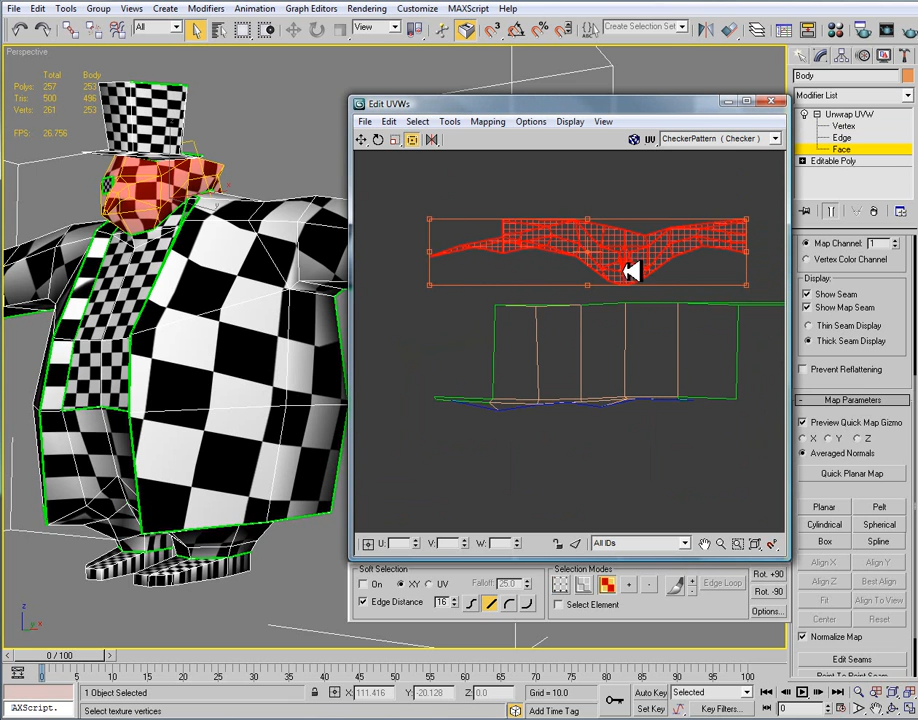 File Edit Tools Group Views Create Modifiers Animation Graph Editors Rendering Customize MAXScript Help
All View Create Selection Set
Perspective
Total Body
Polys: 257 253
Tris: 500 496
Verts: 261 253
FPS: 26.756
Edit UVWs
File Edit Select Tools Mapping Options Display View
UV CheckerPattern ( Checker )
U: V: W: All IDs
Soft Selection
On XY UV Falloff: 25.0
Edge Distance 16
Selection Modes
+ - + - Edge Loop
Select Element
Rot. +90
Rot. -90
Options...
Body
Modifier List
Unwrap UVW
Vertex
Edge
Face
Editable Poly
Map Channel: 1
Vertex Color Channel
Display:
Show Seam
Show Map Seam
Thin Seam Display
Thick Seam Display
Prevent Reflattening
- Map Parameters
Preview Quick Map Gizmo
X Y Z
Averaged Normals
Quick Planar Map
Planar Pelt
Cylindrical Spherical
Box Spline
Align X Align Y
Align Z Best Align
Fit Align To View
Center Reset
Normalize Map
Edit Seams
z
0 / 100
0 5 10 15 20 25 30 35 40 45 50 55 60 65 70 75 80 85 90 95 100
1 Object Selected X: 111.416 Y: -20.128 Z: 0.0 Grid = 10.0 Auto Key Selected
AXScript. Select texture vertices Add Time Tag Set Key Key Filters... 0